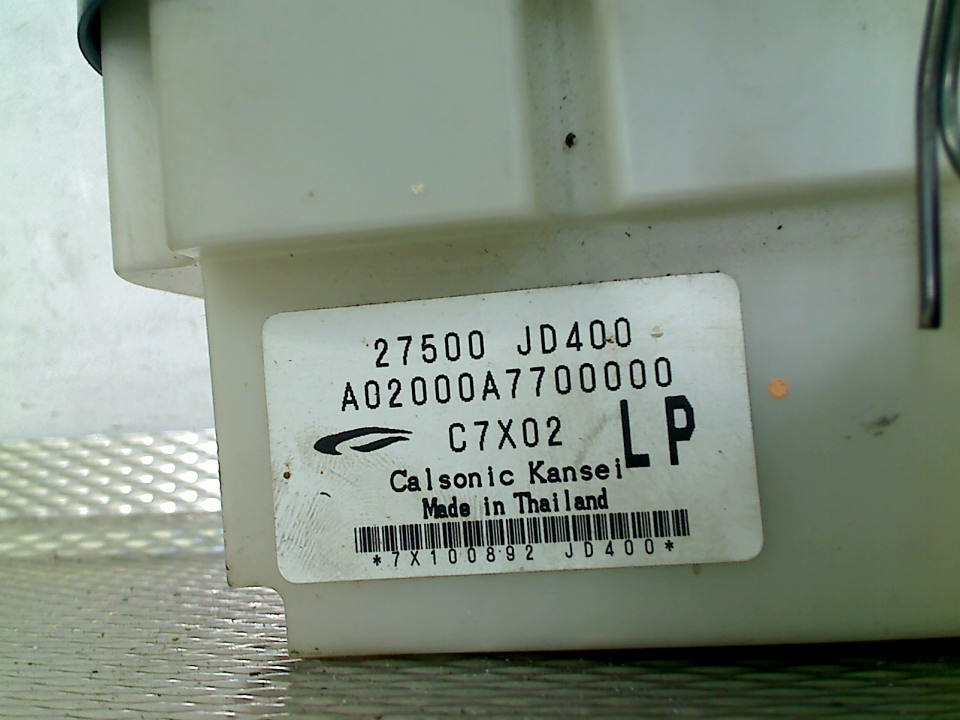 27500 JD400
A02000A7700000
C7X02 LP
Calsonic Kansei
Made in Thailand
*7X100892 JD400*